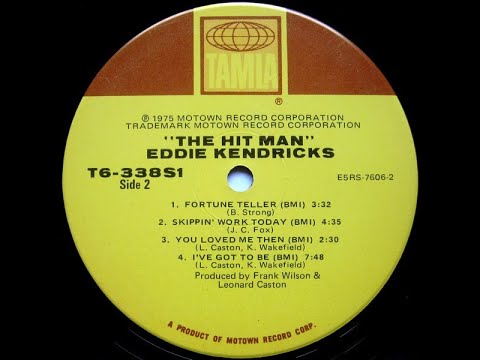 TAMLA
®
℗ 1975 MOTOWN RECORD CORPORATION
TRADEMARK MOTOWN RECORD CORPORATION
"THE HIT MAN"
EDDIE KENDRICKS
T6-338S1
Side 2
ESRS-7606-2
1. FORTUNE TELLER (BMI) 3:32
(B. Strong)
2. SKIPPIN' WORK TODAY (BMI) 4:35
(J. C. Fox)
3. YOU LOVED ME THEN (BMI) 2:30
(L. Caston, K. Wakefield)
4. I'VE GOT TO BE (BMI) 7:48
(L. Caston, K. Wakefield)
Produced by Frank Wilson &
Leonard Caston
A PRODUCT OF MOTOWN RECORD CORP.